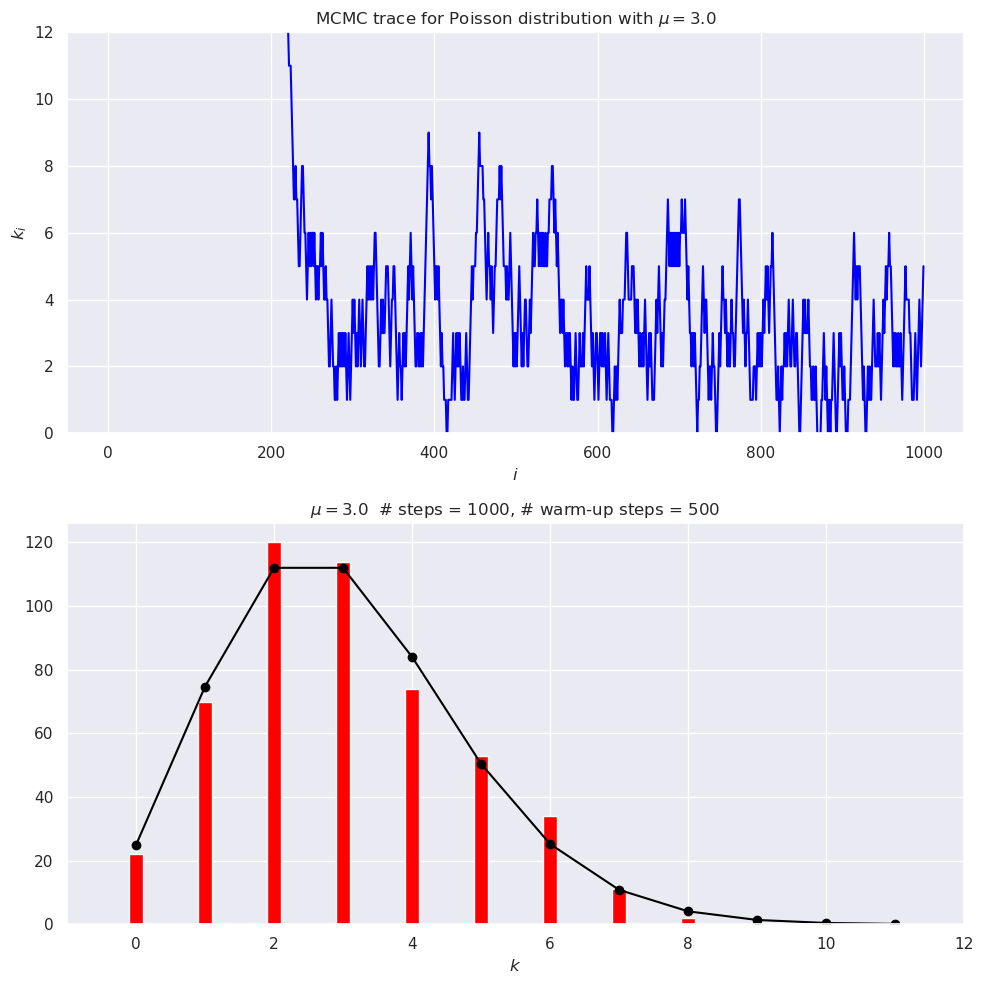 MCMC trace for Poisson distribution with μ = 3.0
12
10
8
6
4
2
0
k_i
0 200 400 600 800 1000
i
μ = 3.0 # steps = 1000, # warm-up steps = 500
120
100
80
60
40
20
0
0 2 4 6 8 10 12
k